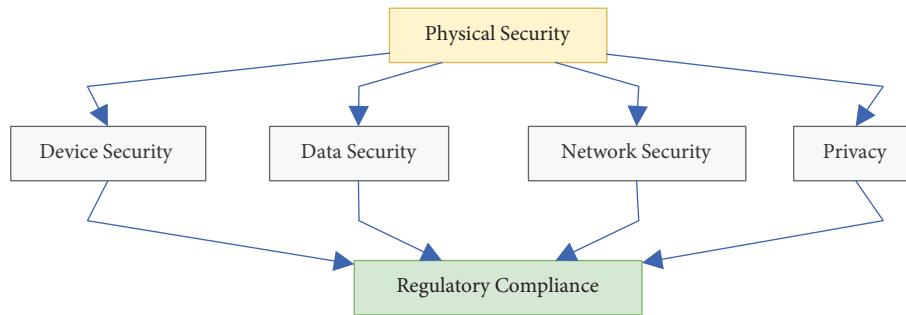 Physical Security
Device Security
Data Security
Network Security
Privacy
Regulatory Compliance